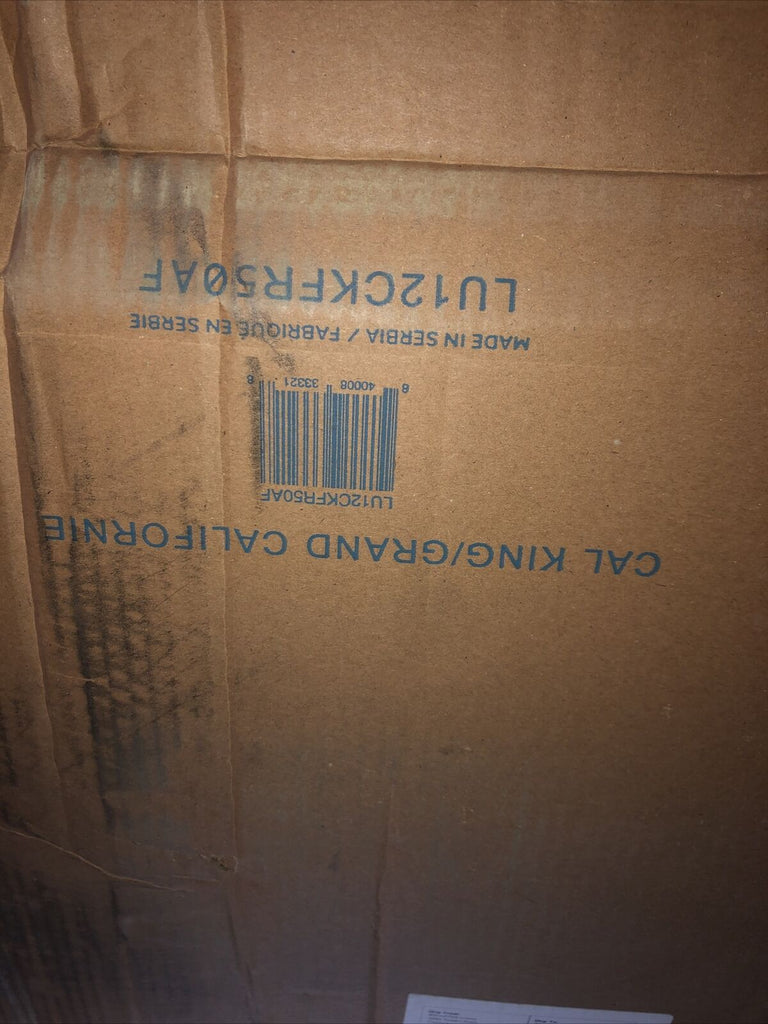 CAL KING/GRAND CALIFORNIE
LU12CKFR50AF
8 40008 33321 8
MADE IN SERBIA / FABRIQUÉ EN SERBIE
LU12CKFR50AF